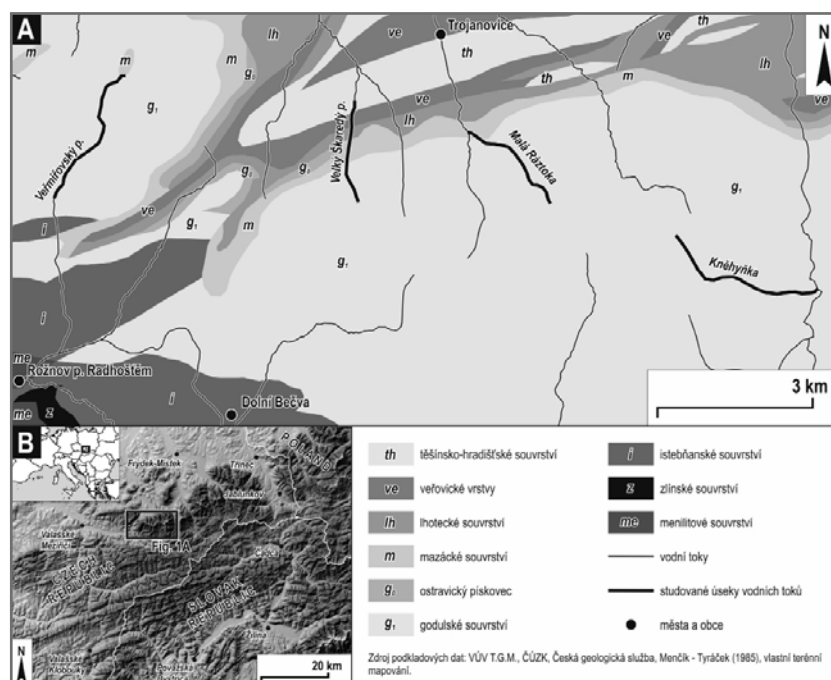 A
Trojanovice
N
th
ve
lh
m
m
g₂
g₁
Veřmiřovský p.
Velký Škaredý p.
Malá Ráztoka
Kněhyňka
th
th
ve
lh
m
lh
ve
g₁
g₂
g₂
m
ve
g₁
i
g₁
i
me
Rožnov p. Radhoštěm
me
z
i
Dolní Bečva
3 km
B
POLAND
Frýdek-Místek
Třinec
Jablunkov
Valašské
Meziříčí
Fig. 1A
Čadca
CZECH
REPUBLIC
SLOVAK
REPUBLIC
Žilina
Valašské
Klobouky
Považská
N
20 km
th těšínsko-hradišťské souvrství
ve veřovické vrstvy
lh lhotecké souvrství
m mazácké souvrství
g₂ ostravický pískovec
g₁ godulské souvrství
i istebňanské souvrství
z zlínské souvrství
me menilitové souvrství
vodní toky
studované úseky vodních toků
města a obce
Zdroj podkladových dat: VÚV T.G.M., ČÚZK, Česká geologická služba, Menčík - Tyráček (1985), vlastní terénní
mapování.